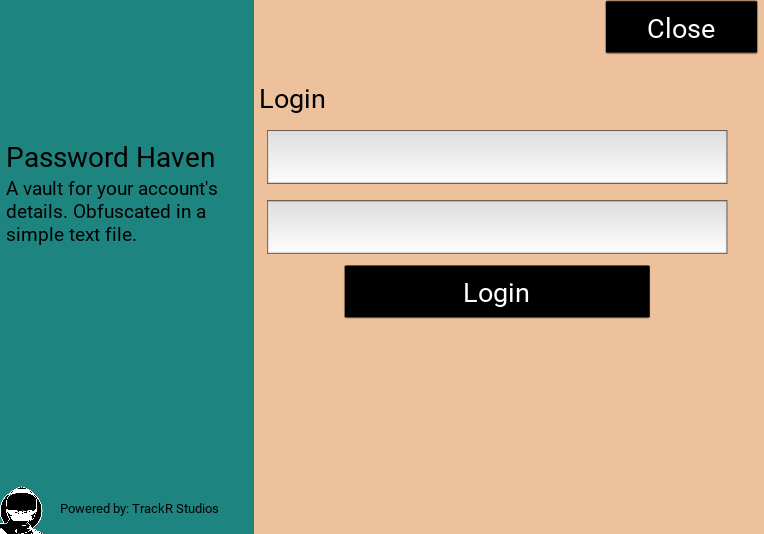 Close
Login
Password Haven
A vault for your account's
details. Obfuscated in a
simple text file.
Login
Powered by: TrackR Studios